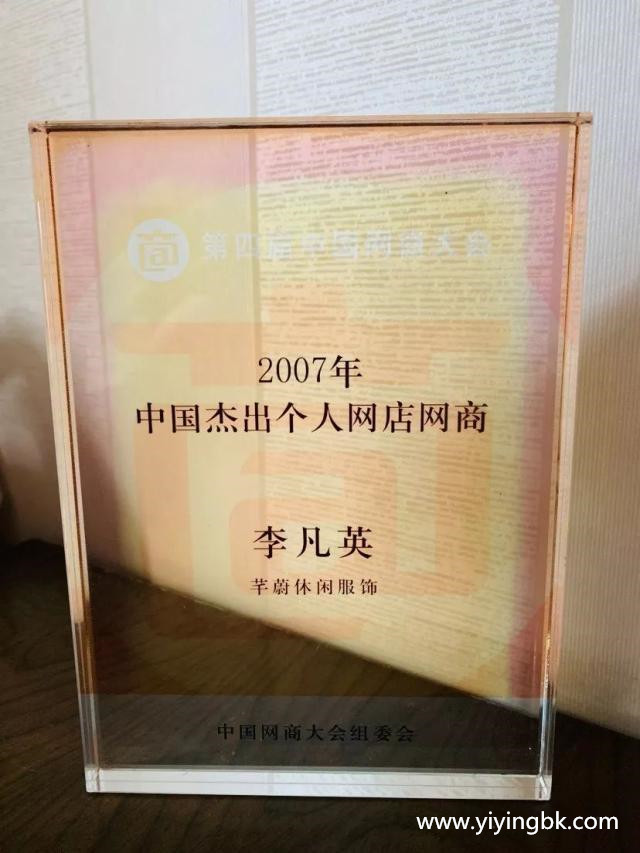 第四届中国网商大会
2007年
中国杰出个人网店网商
李凡英
芊蔚休闲服饰
中国网商大会组委会
www.yiyingbk.com